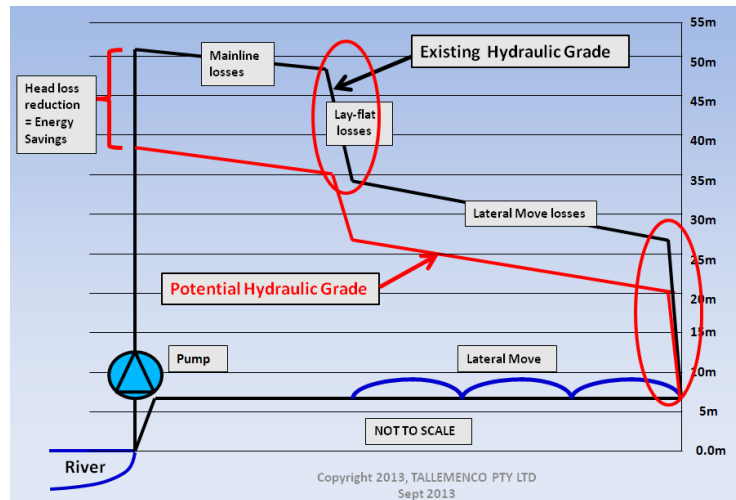 55m
Mainline
losses
Existing Hydraulic Grade
50m
Head loss
reduction
= Energy
Savings
45m
Lay-flat
losses
40m
35m
Lateral Move losses
30m
25m
Potential Hydraulic Grade
20m
15m
Pump
Lateral Move
10m
5m
NOT TO SCALE
0.0m
River
Copyright 2013, TALLEMENCO PTY LTD
Sept 2013